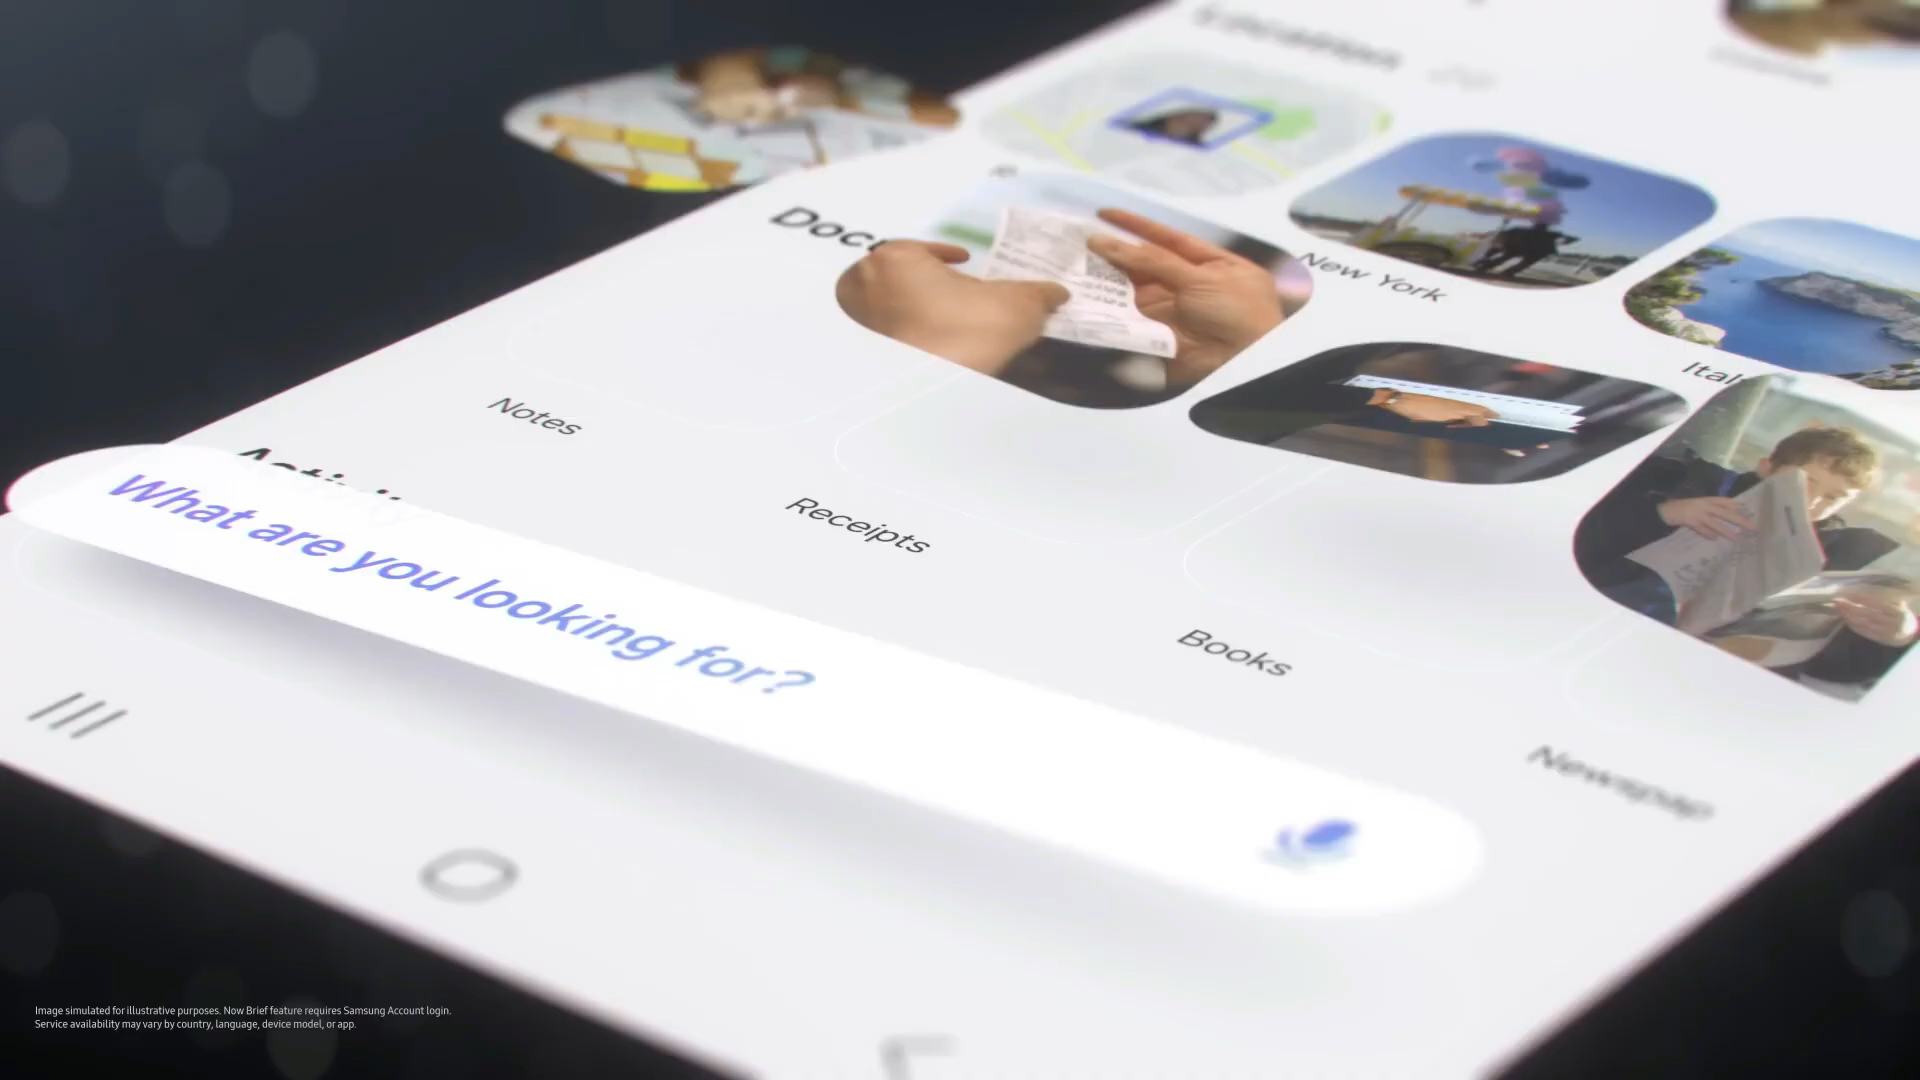 New York
Ital
Notes
What are you looking for?
Receipts
Books
Newspap
Image simulated for illustrative purposes. Now Brief feature requires Samsung Account login.
Service availability may vary by country, language, device model, or app.